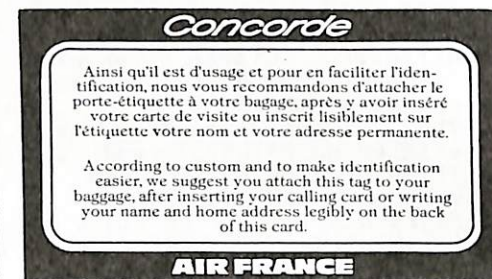 Concorde
Ainsi qu'il est d'usage et pour en faciliter l'iden-
tification, nous vous recommandons d'attacher le
porte-étiquette à votre bagage, après y avoir inséré
votre carte de visite ou inscrit lisiblement sur
l'étiquette votre nom et votre adresse permanente.
According to custom and to make identification
easier, we suggest you attach this tag to your
baggage, after inserting your calling card or writing
your name and home address legibly on the back
of this card.
AIR FRANCE